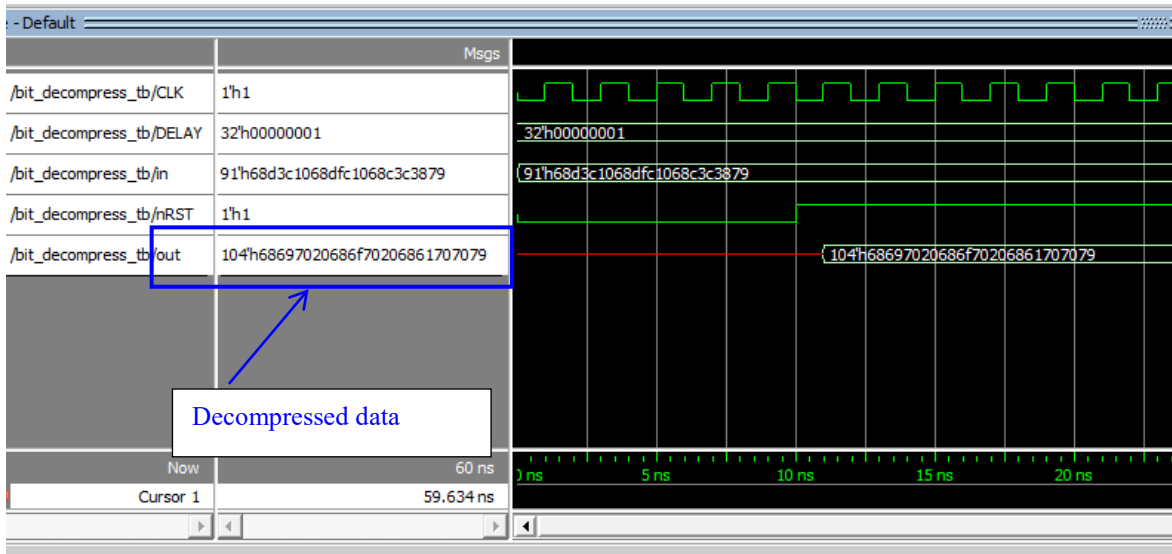 - Default
Msgs
/bit_decompress_tb/CLK 1'h1
/bit_decompress_tb/DELAY 32'h00000001 32'h00000001
/bit_decompress_tb/in 91'h68d3c1068dfc1068c3c3879 91'h68d3c1068dfc1068c3c3879
/bit_decompress_tb/nRST 1'h1
/bit_decompress_tb/out 104'h68697020686f70206861707079 104'h68697020686f70206861707079
Decompressed data
Now 60 ns ns 5 ns 10 ns 15 ns 20 ns
Cursor 1 59.634 ns